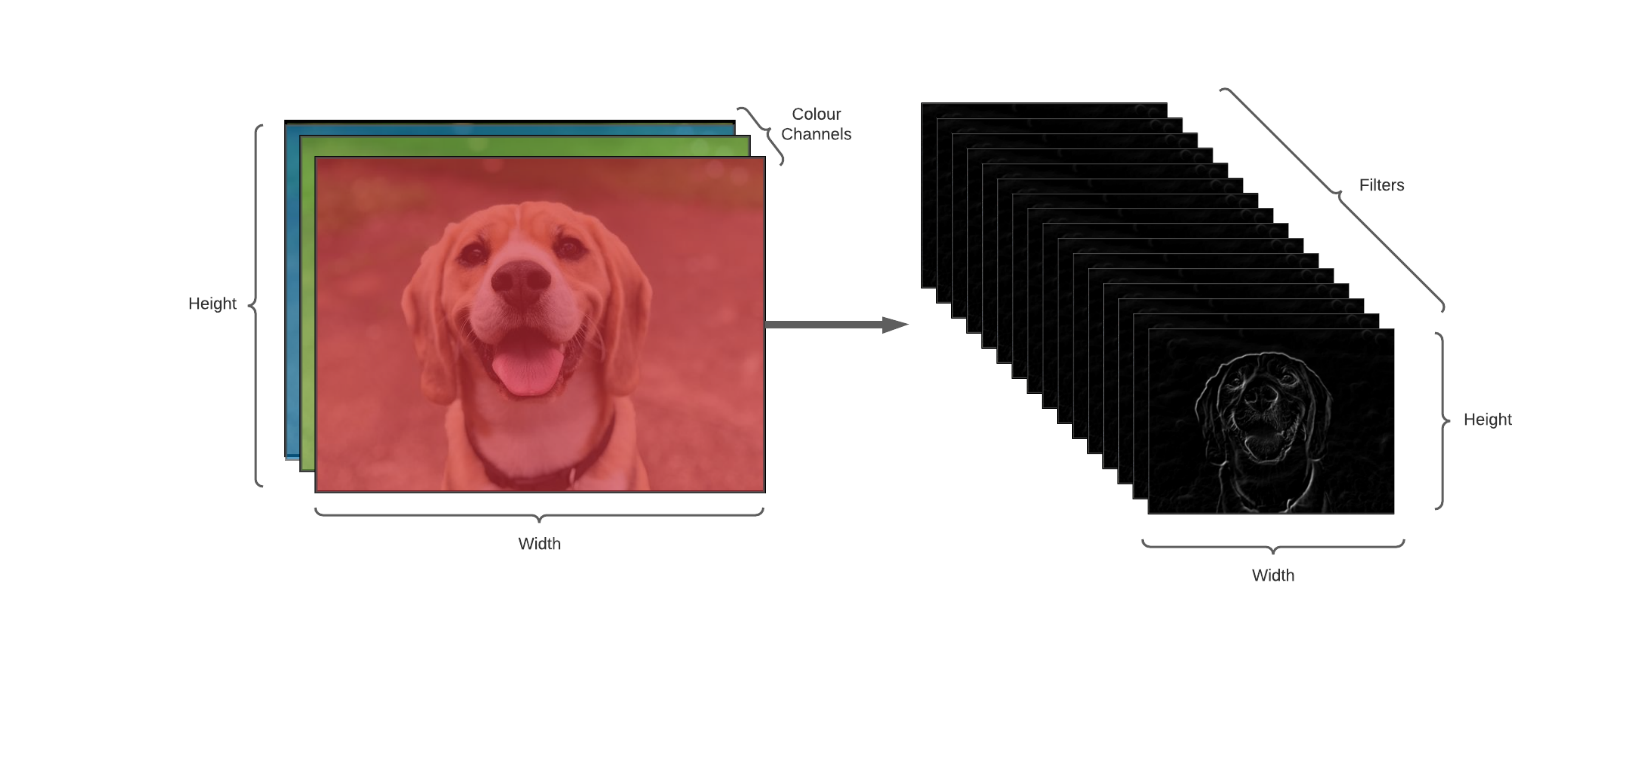 Colour
Channels
Filters
Height
Height
Width
Width